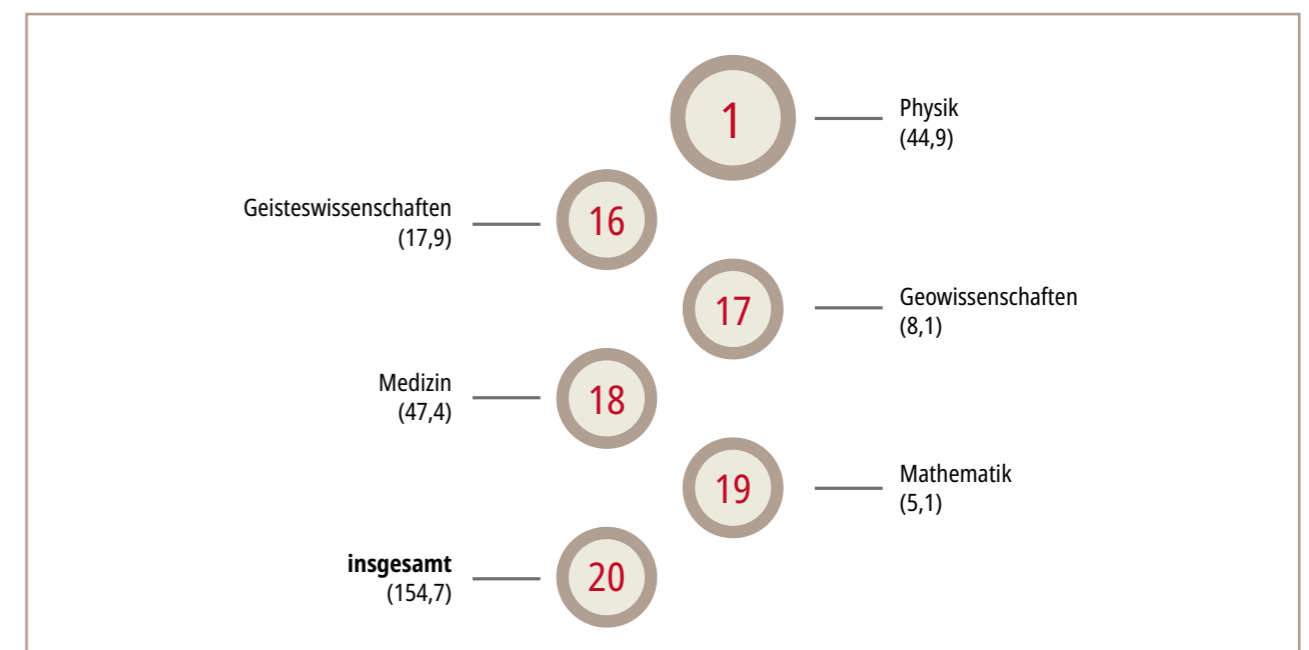 1
Physik
(44,9)
Geisteswissenschaften
(17,9)
16
17
Geowissenschaften
(8,1)
Medizin
(47,4)
18
19
Mathematik
(5,1)
insgesamt
(154,7)
20